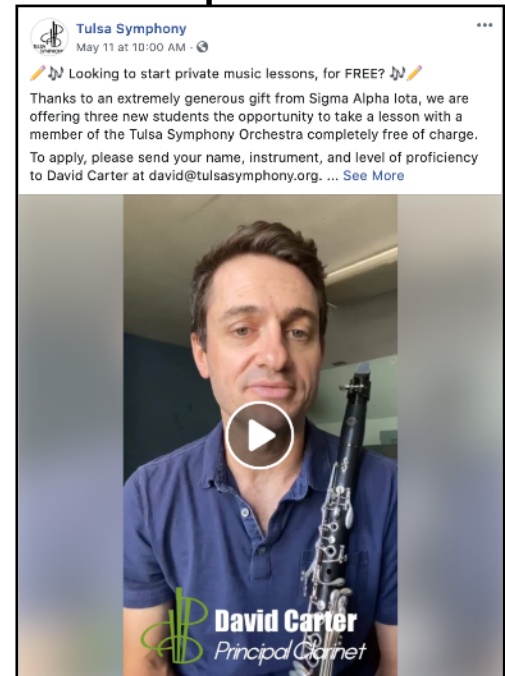 Tulsa Symphony
May 11 at 10:00 AM ·
Looking to start private music lessons, for FREE?
Thanks to an extremely generous gift from Sigma Alpha Iota, we are
offering three new students the opportunity to take a lesson with a
member of the Tulsa Symphony Orchestra completely free of charge.
To apply, please send your name, instrument, and level of proficiency
to David Carter at david@tulsasymphony.org. ... See More
David Carter
Principal Clarinet